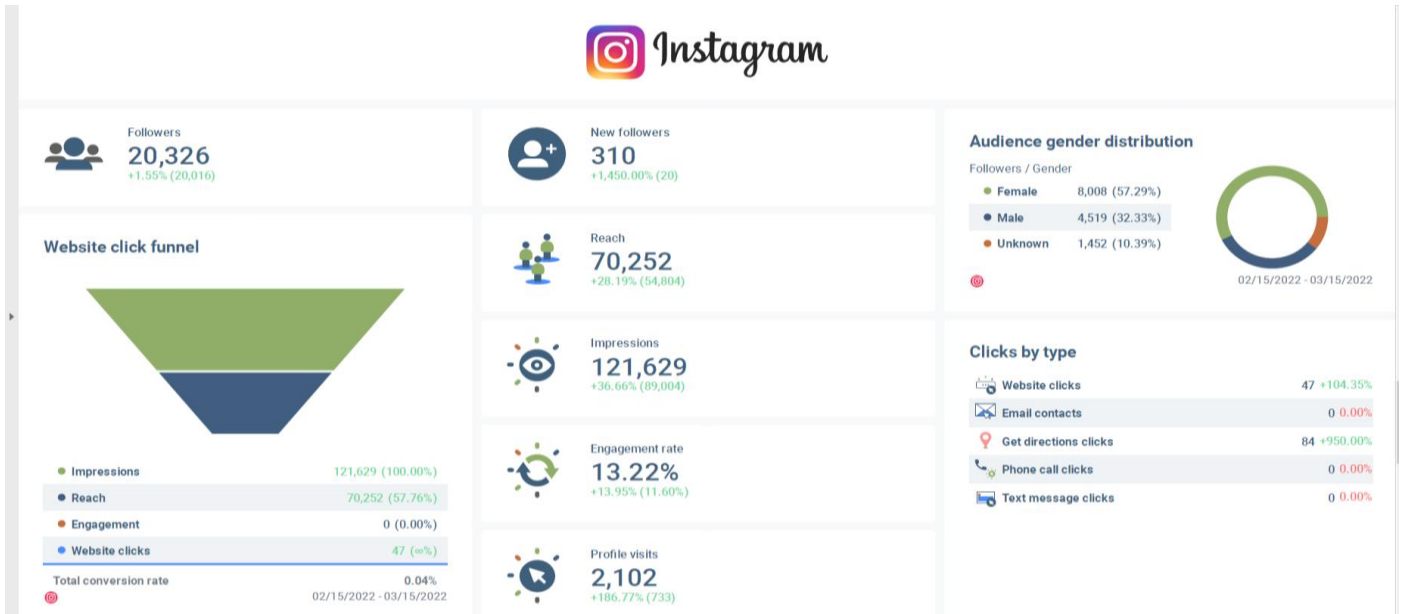 Instagram
Followers
20,326
+1.55% (20,016)
Website click funnel
Impressions 121,629 (100.00%)
Reach 70,252 (57.76%)
Engagement 0 (0.00%)
Website clicks 47 (∞%)
Total conversion rate 0.04%
02/15/2022 - 03/15/2022
New followers
310
+1,450.00% (20)
Reach
70,252
+28.19% (54,804)
Impressions
121,629
+36.66% (89,004)
Engagement rate
13.22%
+13.95% (11.60%)
Profile visits
2,102
+186.77% (733)
Audience gender distribution
Followers / Gender
Female 8,008 (57.29%)
Male 4,519 (32.33%)
Unknown 1,452 (10.39%)
02/15/2022 - 03/15/2022
Clicks by type
Website clicks 47 +104.35%
Email contacts 0 0.00%
Get directions clicks 84 +950.00%
Phone call clicks 0 0.00%
Text message clicks 0 0.00%